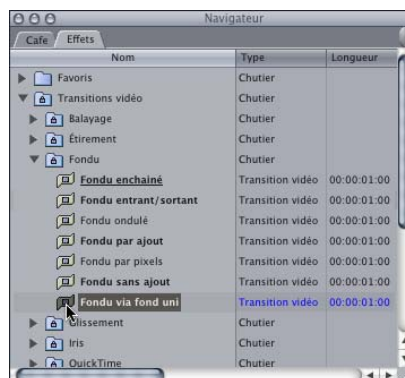 Navigateur
Cafe Effets
Nom Type Longueur
Favoris Chutier
Transitions vidéo Chutier
Balayage Chutier
Étirement Chutier
Fondu Chutier
Fondu enchaîné Transition vidéo 00:00:01:00
Fondu entrant/sortant Transition vidéo 00:00:01:00
Fondu ondulé Transition vidéo 00:00:01:00
Fondu par ajout Transition vidéo 00:00:01:00
Fondu par pixels Transition vidéo 00:00:01:00
Fondu sans ajout Transition vidéo 00:00:01:00
Fondu via fond uni Transition vidéo 00:00:01:00
Glissement Chutier
Iris Chutier
QuickTime Chutier